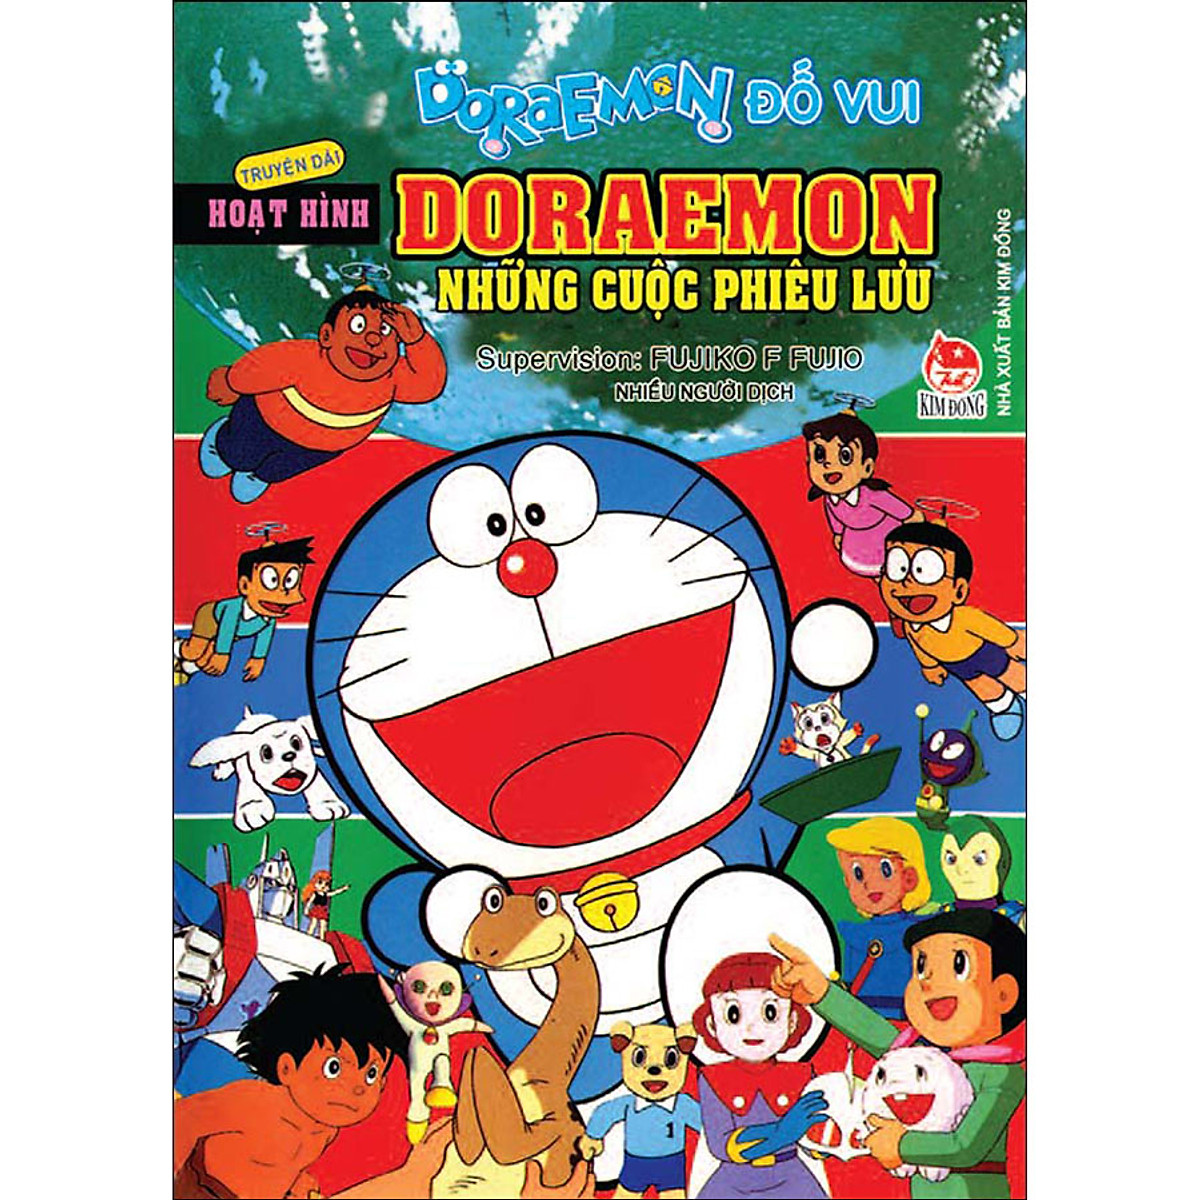 DORAEMON ĐỐ VUI
TRUYỆN DÀI
HOẠT HÌNH
DORAEMON
NHỮNG CUỘC PHIÊU LƯU
Supervision: FUJIKO F FUJIO
NHIỀU NGƯỜI DỊCH
KIM ĐỒNG
NHÀ XUẤT BẢN KIM ĐỒNG
1